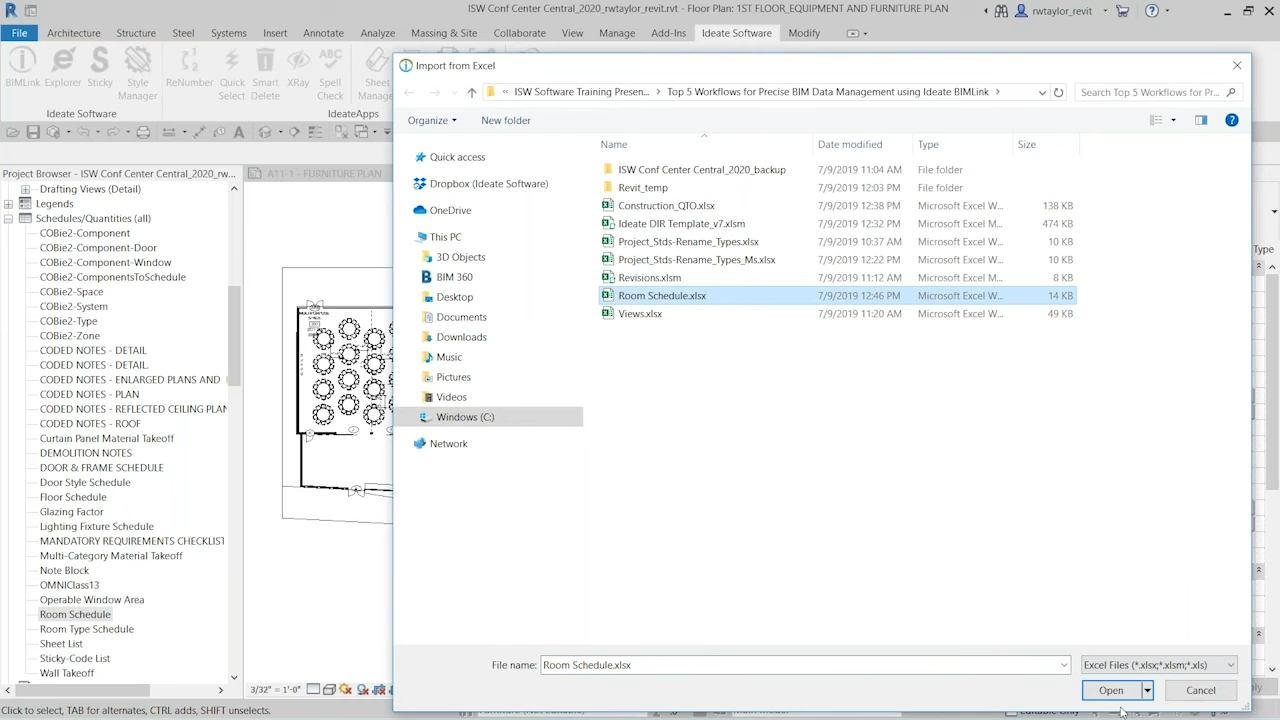 ISW Conf Center Central_2020_rwtaylor_revit.rvt - Floor Plan: 1ST FLOOR_EQUIPMENT AND FURNITURE PLAN
rwtaylor_revit
File Architecture Structure Steel Systems Insert Annotate Analyze Massing & Site Collaborate View Manage Add-Ins Ideate Software Modify
BIMLink Explorer Sticky Style Manager ReNumber Quick Select Smart Delete XRay Spell Check Sheet Manage
Ideate Software IdeateApps
Import from Excel
« ISW Software Training Presen... > Top 5 Workflows for Precise BIM Data Management using Ideate BIMLink >
Search Top 5 Workflows for Pr...
Organize New folder
Name Date modified Type Size
Quick access
Dropbox (Ideate Software)
OneDrive
This PC
3D Objects
BIM 360
Desktop
Documents
Downloads
Music
Pictures
Videos
Windows (C:)
Network
ISW Conf Center Central_2020_backup 7/9/2019 11:04 AM File folder
Revit_temp 7/9/2019 12:03 PM File folder
Construction_QTO.xlsx 7/9/2019 12:38 PM Microsoft Excel W... 138 KB
Ideate DIR Template_v7.xlsm 7/9/2019 12:32 PM Microsoft Excel M... 474 KB
Project_Stds-Rename_Types.xlsx 7/9/2019 10:37 AM Microsoft Excel W... 10 KB
Project_Stds-Rename_Types_Ms.xlsx 7/9/2019 12:22 PM Microsoft Excel W... 10 KB
Revisions.xlsm 7/9/2019 11:12 AM Microsoft Excel M... 8 KB
Room Schedule.xlsx 7/9/2019 12:46 PM Microsoft Excel W... 14 KB
Views.xlsx 7/9/2019 11:20 AM Microsoft Excel W... 49 KB
File name: Room Schedule.xlsx
Excel Files (*.xlsx;*.xlsm;*.xls)
Open Cancel
Project Browser - ISW Conf Center Central_2020_rw...
A11-1 - FURNITURE PLAN
Type
Drafting Views (Detail)
Legends
Schedules/Quantities (all)
COBie2-Component
COBie2-Component-Door
COBie2-Component-Window
COBie2-ComponentsToSchedule
COBie2-Space
COBie2-System
COBie2-Type
COBie2-Zone
CODED NOTES - DETAIL
CODED NOTES - DETAIL.
CODED NOTES - ENLARGED PLANS AND
CODED NOTES - PLAN
CODED NOTES - REFLECTED CEILING PLAN
CODED NOTES - ROOF
Curtain Panel Material Takeoff
DEMOLITION NOTES
DOOR & FRAME SCHEDULE
Door Style Schedule
Floor Schedule
Glazing Factor
Lighting Fixture Schedule
MANDATORY REQUIREMENTS CHECKLIST
Multi-Category Material Takeoff
Note Block
OMNIClass13
Operable Window Area
Room Schedule
Room Type Schedule
Sheet List
Sticky-Code List
Wall Takeoff
3/32" = 1'-0"
Click to select, TAB for alternates, CTRL adds, SHIFT unselects.